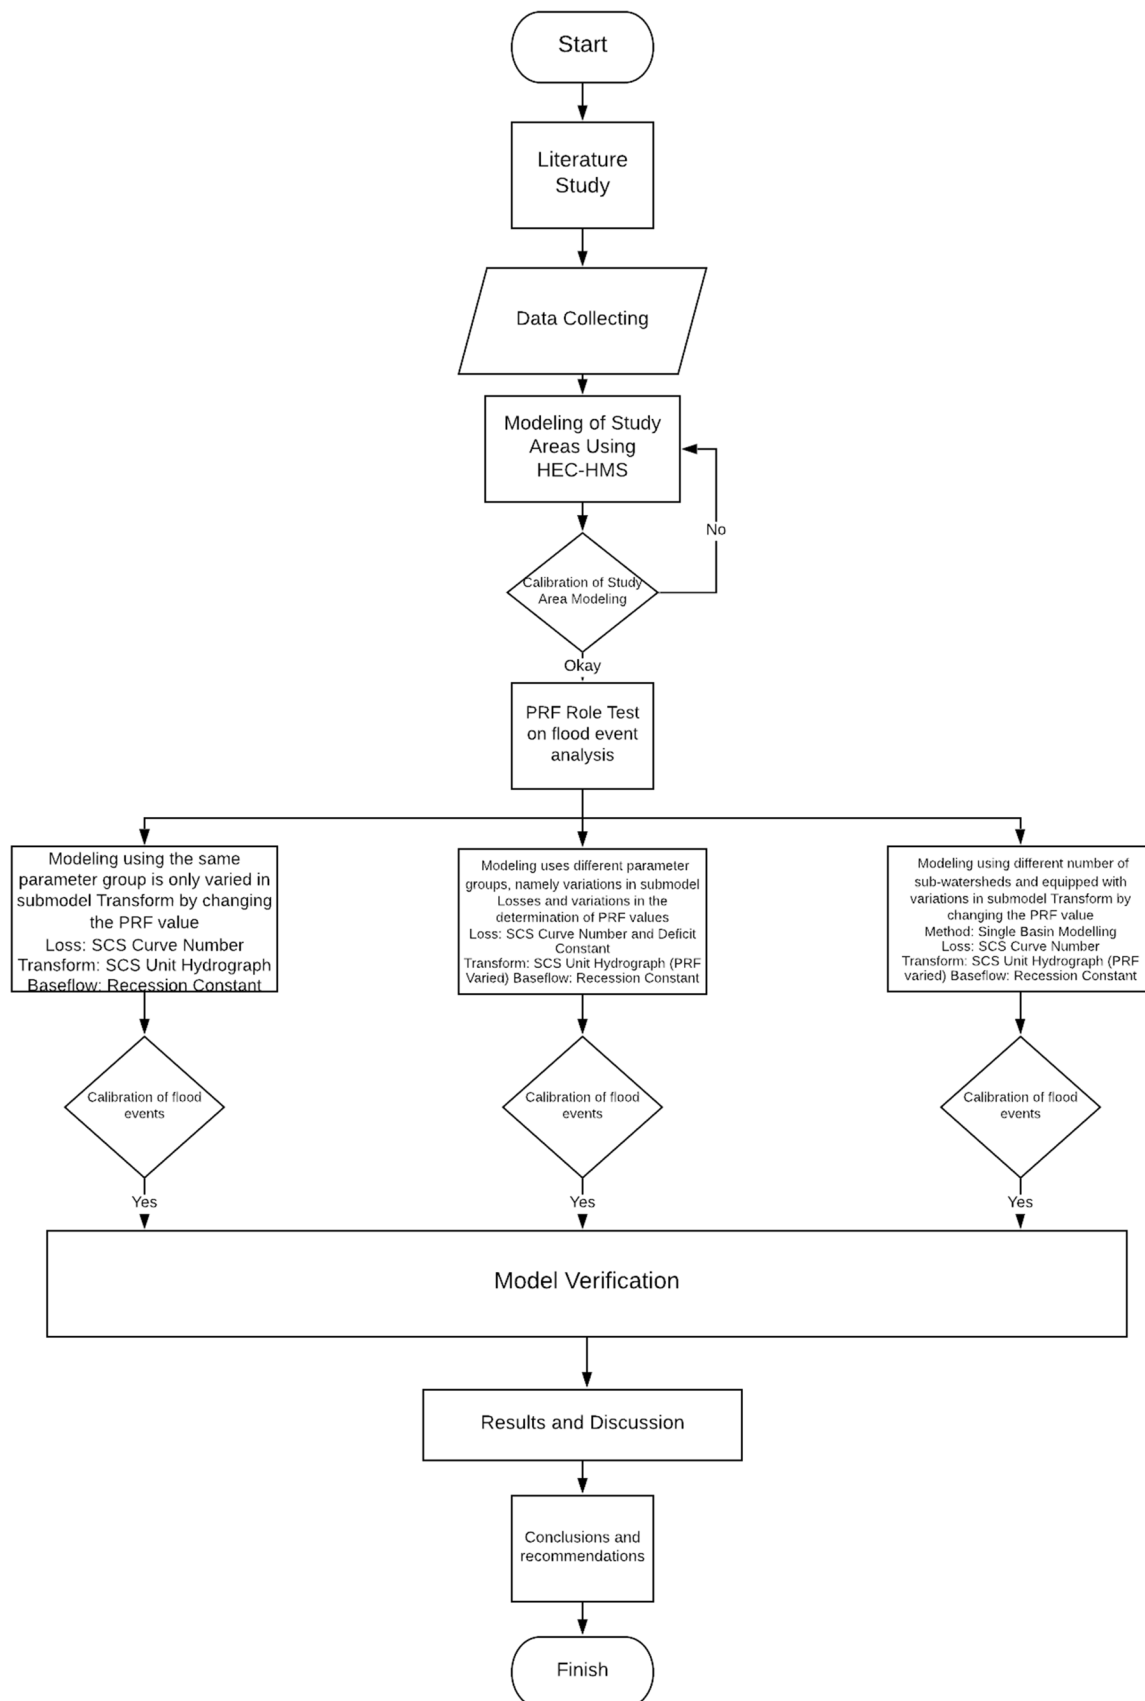 Start
Literature
Study
Data Collecting
Modeling of Study
Areas Using
HEC-HMS
No
Calibration of Study
Area Modeling
Okay
PRF Role Test
on flood event
analysis
Modeling using the same
parameter group is only varied in
submodel Transform by changing
the PRF value
Loss: SCS Curve Number
Transform: SCS Unit Hydrograph
Baseflow: Recession Constant
Modeling uses different parameter
groups, namely variations in submodel
Losses and variations in the
determination of PRF values
Loss: SCS Curve Number and Deficit
Constant
Transform: SCS Unit Hydrograph (PRF
Varied) Baseflow: Recession Constant
Modeling using different number of
sub-watersheds and equipped with
variations in submodel Transform by
changing the PRF value
Method: Single Basin Modelling
Loss: SCS Curve Number
Transform: SCS Unit Hydrograph (PRF
varied) Baseflow: Recession Constant
Calibration of flood
events
Calibration of flood
events
Calibration of flood
events
Yes
Yes
Yes
Model Verification
Results and Discussion
Conclusions and
recommendations
Finish